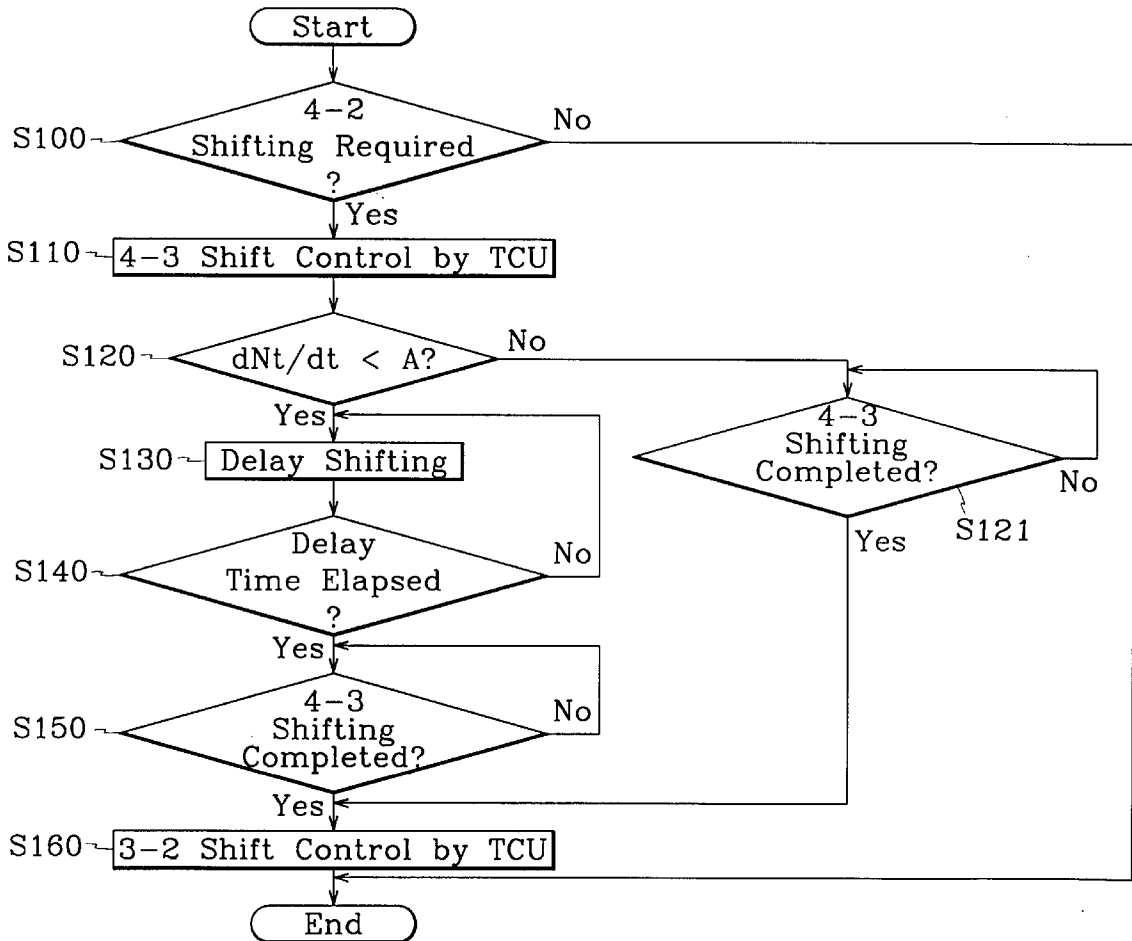 Start
S100
4-2
Shifting Required
?
No
Yes
S110
4-3 Shift Control by TCU
S120
dNt/dt < A?
No
Yes
S130
Delay Shifting
4-3
Shifting
Completed?
No
S121
Yes
S140
Delay
Time Elapsed
?
No
Yes
S150
4-3
Shifting
Completed?
No
Yes
S160
3-2 Shift Control by TCU
End